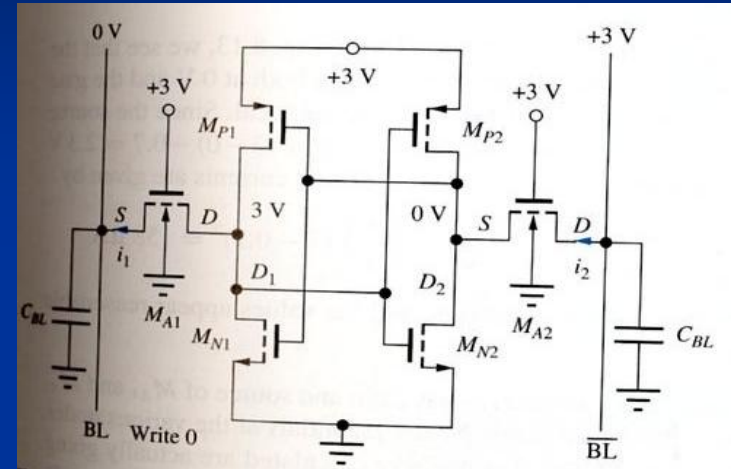 0 V
+3 V
+3 V
+3 V
+3 V
M_P1
M_P2
S
D
3 V
0 V
S
D
i_1
D_1
D_2
i_2
C_BL
M_A1
M_A2
C_BL
M_N1
M_N2
BL Write 0
B̅L̅